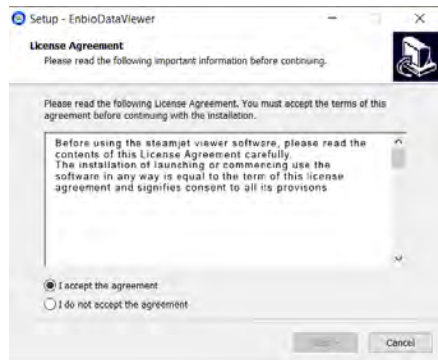 Setup - EnbioDataViewer
License Agreement
Please read the following important information before continuing.
Please read the following License Agreement. You must accept the terms of this
agreement before continuing with the installation.
Before using the steamjet viewer software, please read the
contents of this License Agreement carefully.
The installation of launching or commercing use the
software in any way is equal to the term of this license
agreement and signifies consent to all its provisons
I accept the agreement
I do not accept the agreement
Cancel